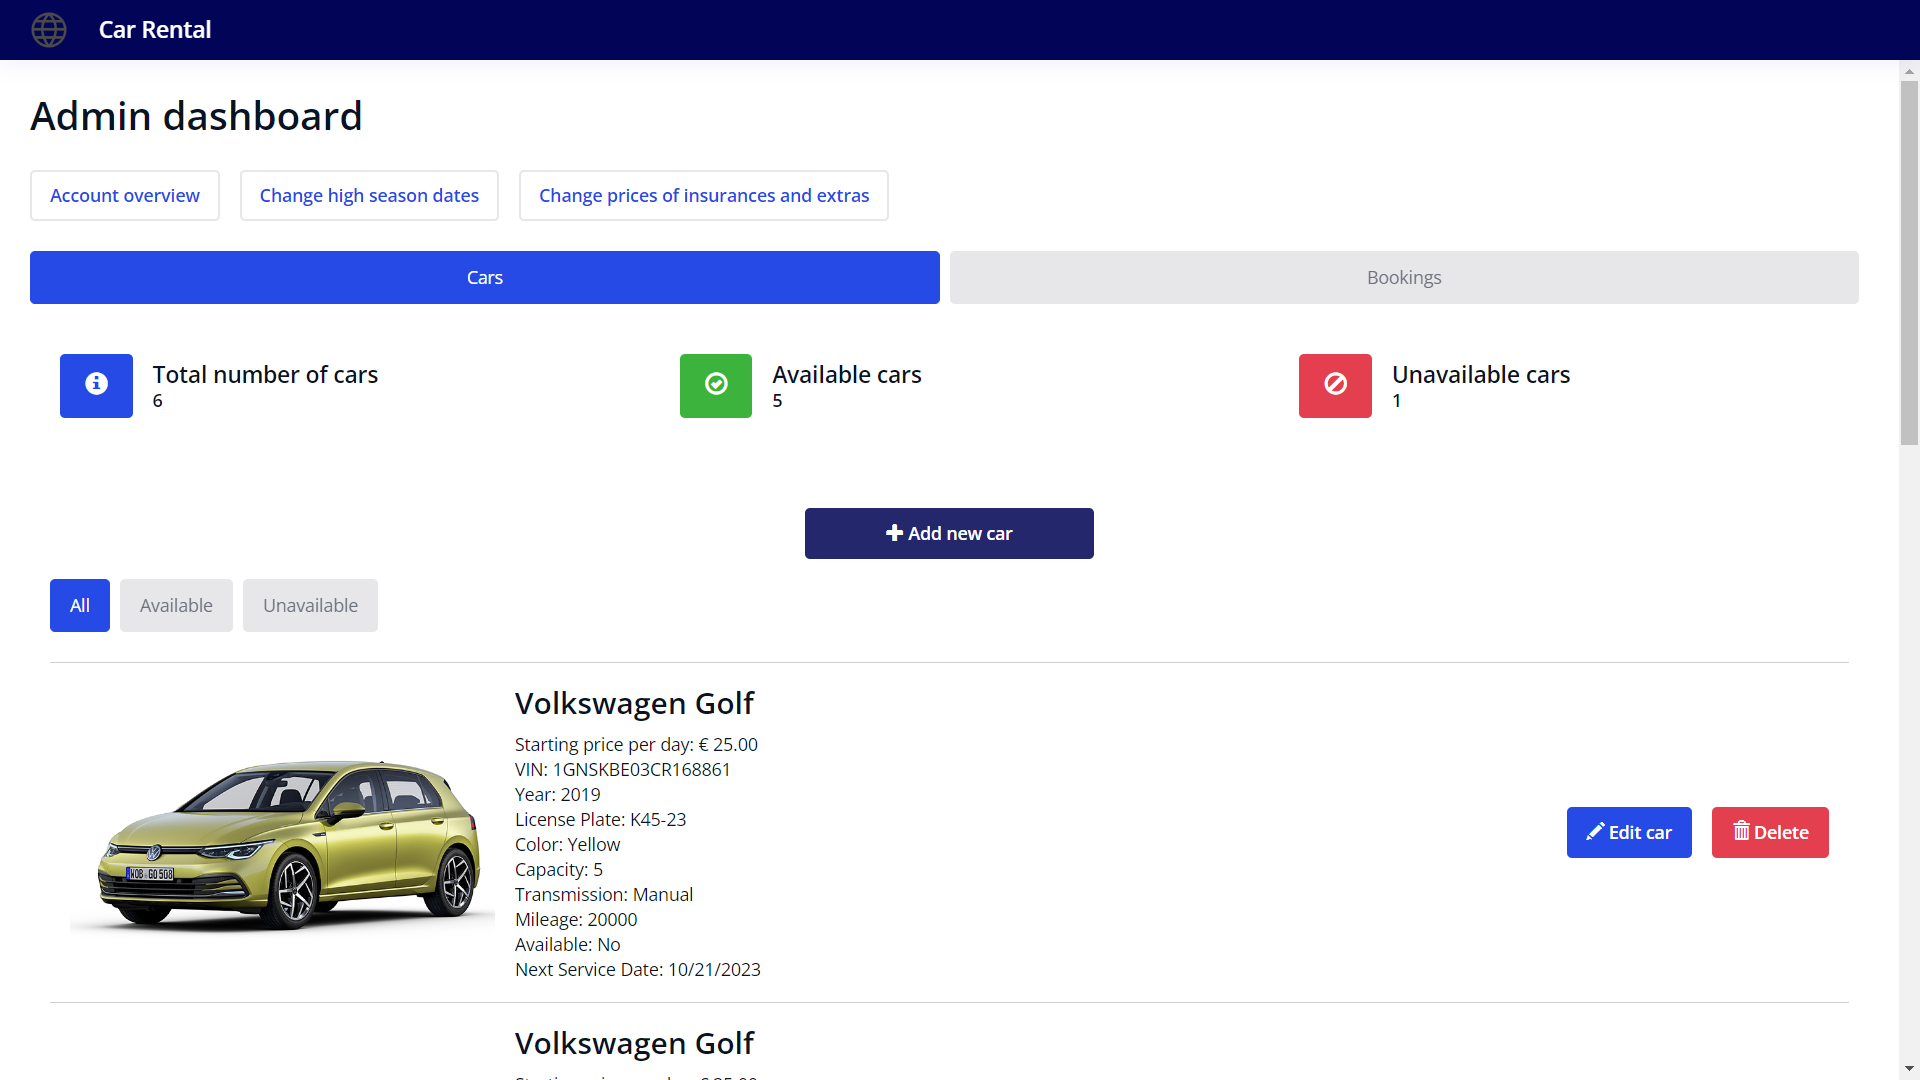 Car Rental
Admin dashboard
Account overview
Change high season dates
Change prices of insurances and extras
Cars
Bookings
Total number of cars
6
Available cars
5
Unavailable cars
1
Add new car
All
Available
Unavailable
Volkswagen Golf
Starting price per day: € 25.00
VIN: 1GNSKBE03CR168861
Year: 2019
License Plate: K45-23
Color: Yellow
Capacity: 5
Transmission: Manual
Mileage: 20000
Available: No
Next Service Date: 10/21/2023
WOB GO 508
Edit car
Delete
Volkswagen Golf